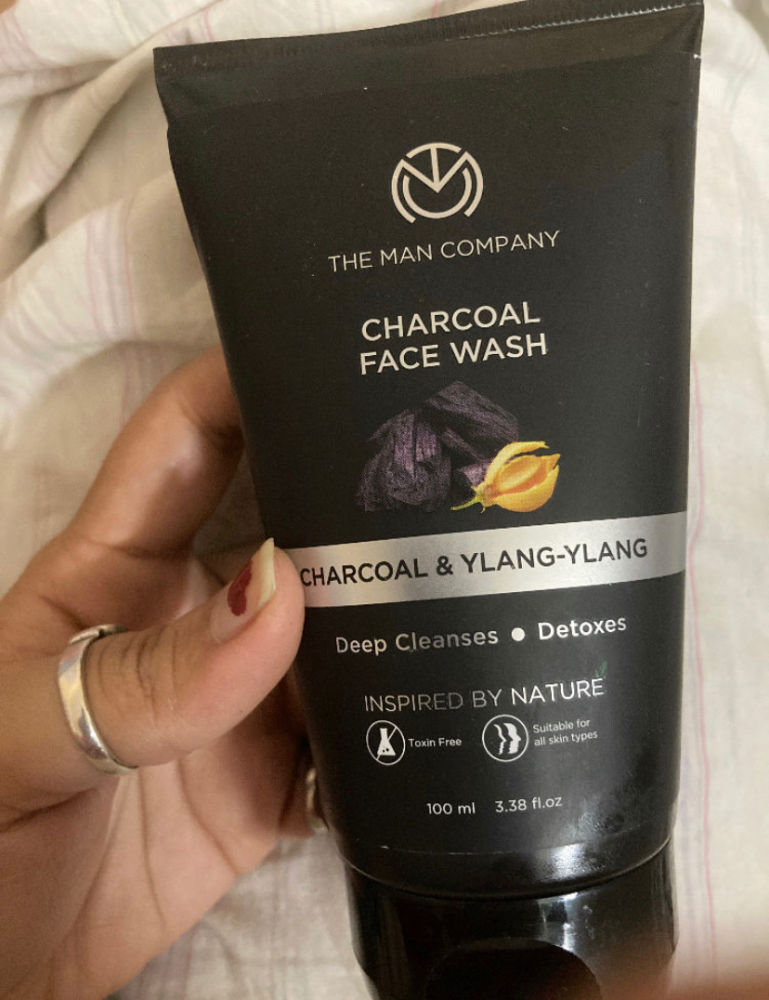 THE MAN COMPANY
CHARCOAL
FACE WASH
CHARCOAL & YLANG-YLANG
Deep Cleanses ● Detoxes
INSPIRED BY NATURE
Toxin Free
Suitable for
all skin types
100 ml 3.38 fl.oz